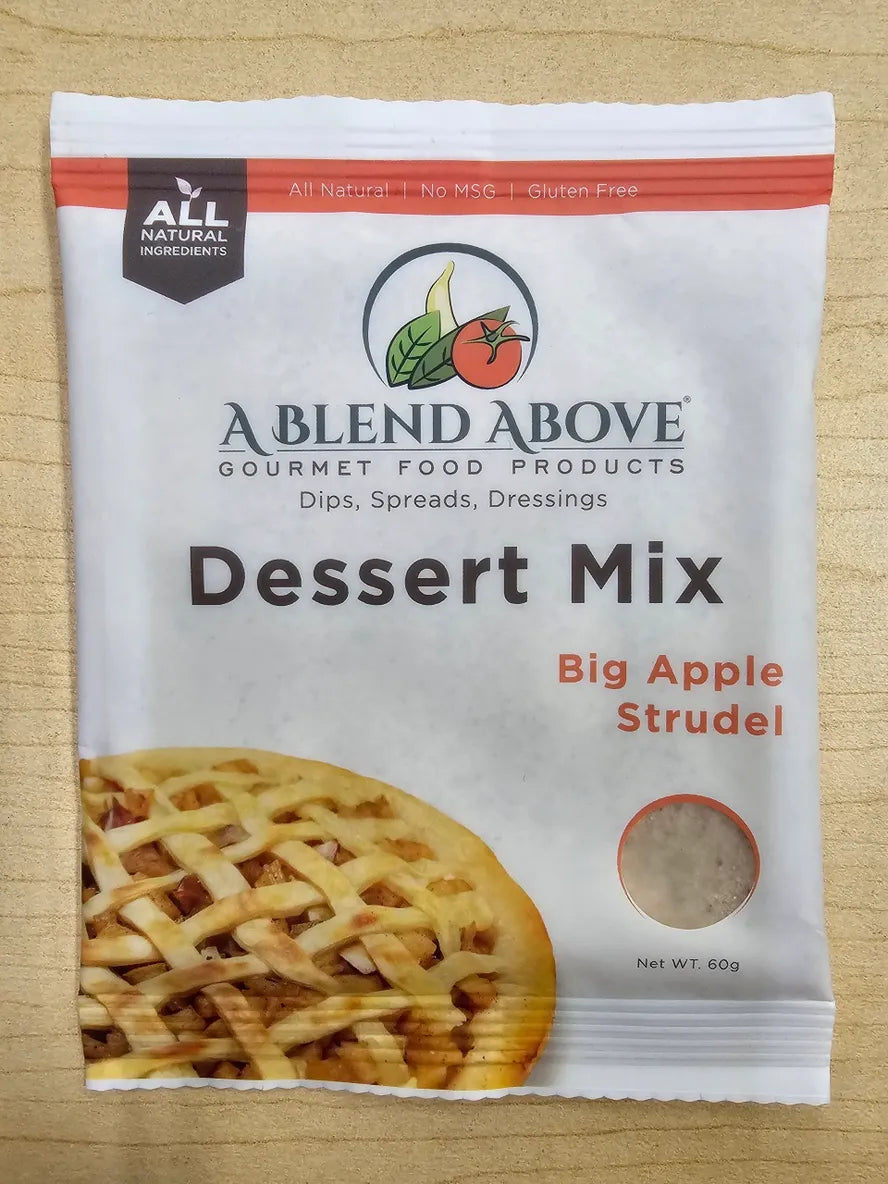 All Natural | No MSG | Gluten Free
ALL
NATURAL
INGREDIENTS
A BLEND ABOVE®
GOURMET FOOD PRODUCTS
Dips, Spreads, Dressings
Dessert Mix
Big Apple
Strudel
Net WT. 60g